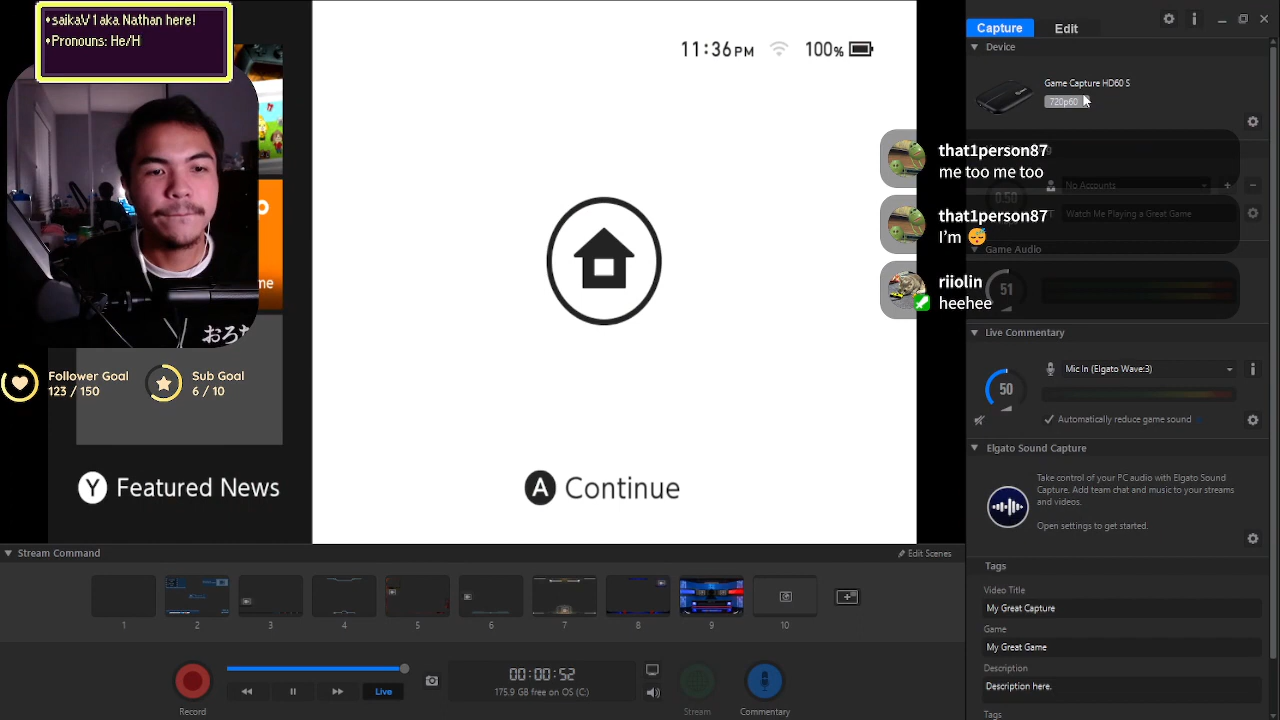 •saikaV1 aka Nathan here!
•Pronouns: He/H
11:36PM
100%
Capture
Edit
Device
Game Capture HD60 S
720p60
that1person87
me too me too
No Accounts
0:50
that1person87
Watch Me Playing a Great Game
I'm 😴
Game Audio
me
riiolin
heehee
51
おろ
Live Commentary
Mic In (Elgato Wave:3)
50
Follower Goal
123 / 150
Sub Goal
6 / 10
Automatically reduce game sound
Elgato Sound Capture
Take control of your PC audio with Elgato Sound
Capture. Add team chat and music to your streams
and videos.
Open settings to get started.
Y Featured News
A Continue
Stream Command
Edit Scenes
Tags
Video Title
My Great Capture
1
2
3
4
5
6
7
8
9
10
Game
My Great Game
Description
Description here.
00:00:52
175.9 GB free on OS (C:)
Live
Record
Stream
Commentary
Tags